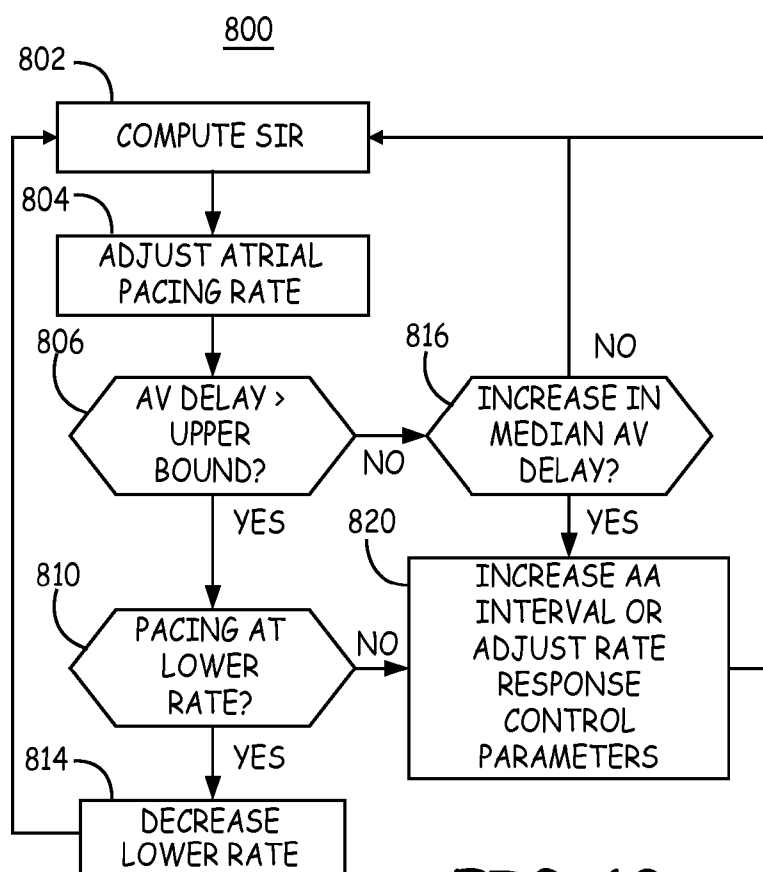 800
802
COMPUTE SIR
804
ADJUST ATRIAL
PACING RATE
806
AV DELAY >
UPPER
BOUND?
NO
YES
816
INCREASE IN
MEDIAN AV
DELAY?
NO
YES
810
PACING AT
LOWER
RATE?
NO
YES
820
INCREASE AA
INTERVAL OR
ADJUST RATE
RESPONSE
CONTROL
PARAMETERS
814
DECREASE
LOWER RATE